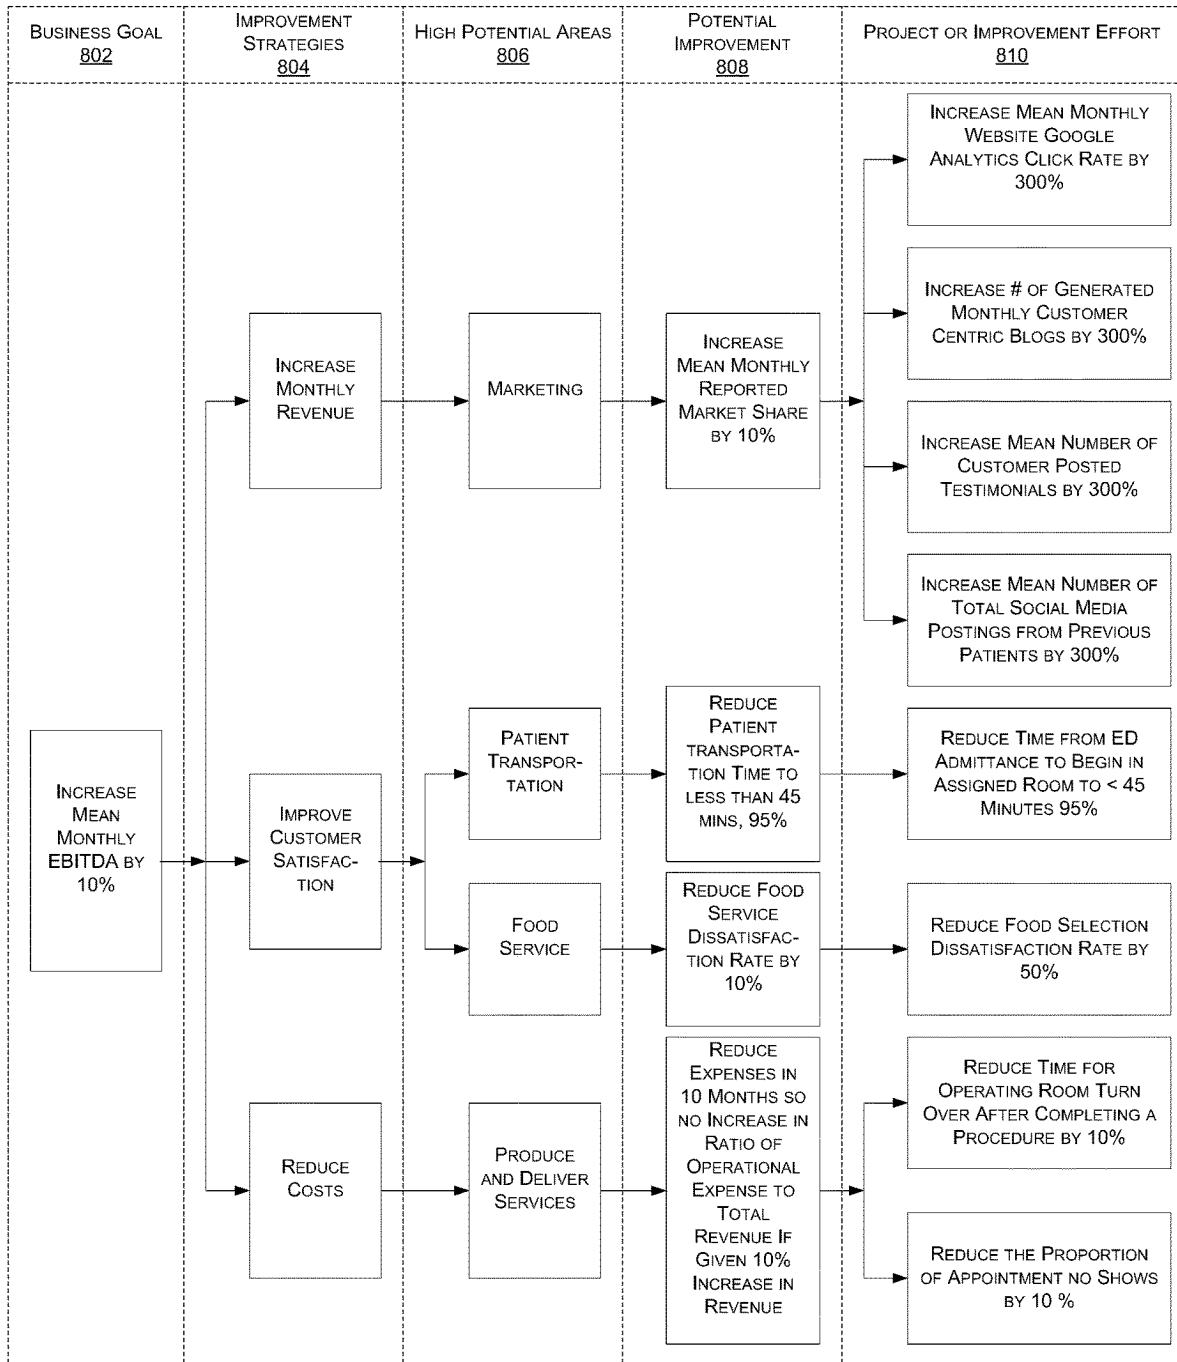 BUSINESS GOAL
802
IMPROVEMENT
STRATEGIES
804
HIGH POTENTIAL AREAS
806
POTENTIAL
IMPROVEMENT
808
PROJECT OR IMPROVEMENT EFFORT
810
INCREASE
MEAN
MONTHLY
EBITDA BY
10%
INCREASE
MONTHLY
REVENUE
MARKETING
INCREASE
MEAN MONTHLY
REPORTED
MARKET SHARE
BY 10%
INCREASE MEAN MONTHLY
WEBSITE GOOGLE
ANALYTICS CLICK RATE BY
300%
INCREASE # OF GENERATED
MONTHLY CUSTOMER
CENTRIC BLOGS BY 300%
INCREASE MEAN NUMBER OF
CUSTOMER POSTED
TESTIMONIALS BY 300%
INCREASE MEAN NUMBER OF
TOTAL SOCIAL MEDIA
POSTINGS FROM PREVIOUS
PATIENTS BY 300%
IMPROVE
CUSTOMER
SATISFAC-
TION
PATIENT
TRANSPOR-
TATION
REDUCE
PATIENT
TRANSPORTA-
TION TIME TO
LESS THAN 45
MINS, 95%
REDUCE TIME FROM ED
ADMITTANCE TO BEGIN IN
ASSIGNED ROOM TO < 45
MINUTES 95%
FOOD
SERVICE
REDUCE FOOD
SERVICE
DISSATISFAC-
TION RATE BY
10%
REDUCE FOOD SELECTION
DISSATISFACTION RATE BY
50%
REDUCE
COSTS
PRODUCE
AND DELIVER
SERVICES
REDUCE
EXPENSES IN
10 MONTHS SO
NO INCREASE IN
RATIO OF
OPERATIONAL
EXPENSE TO
TOTAL
REVENUE IF
GIVEN 10%
INCREASE IN
REVENUE
REDUCE TIME FOR
OPERATING ROOM TURN
OVER AFTER COMPLETING A
PROCEDURE BY 10%
REDUCE THE PROPORTION
OF APPOINTMENT NO SHOWS
BY 10 %